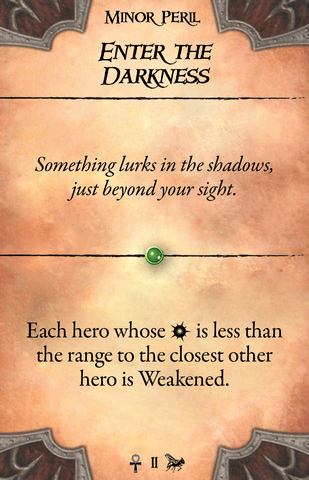 Minor Peril
Enter the
Darkness
Something lurks in the shadows,
just beyond your sight.
Each hero whose is less than
the range to the closest other
hero is Weakened.
II